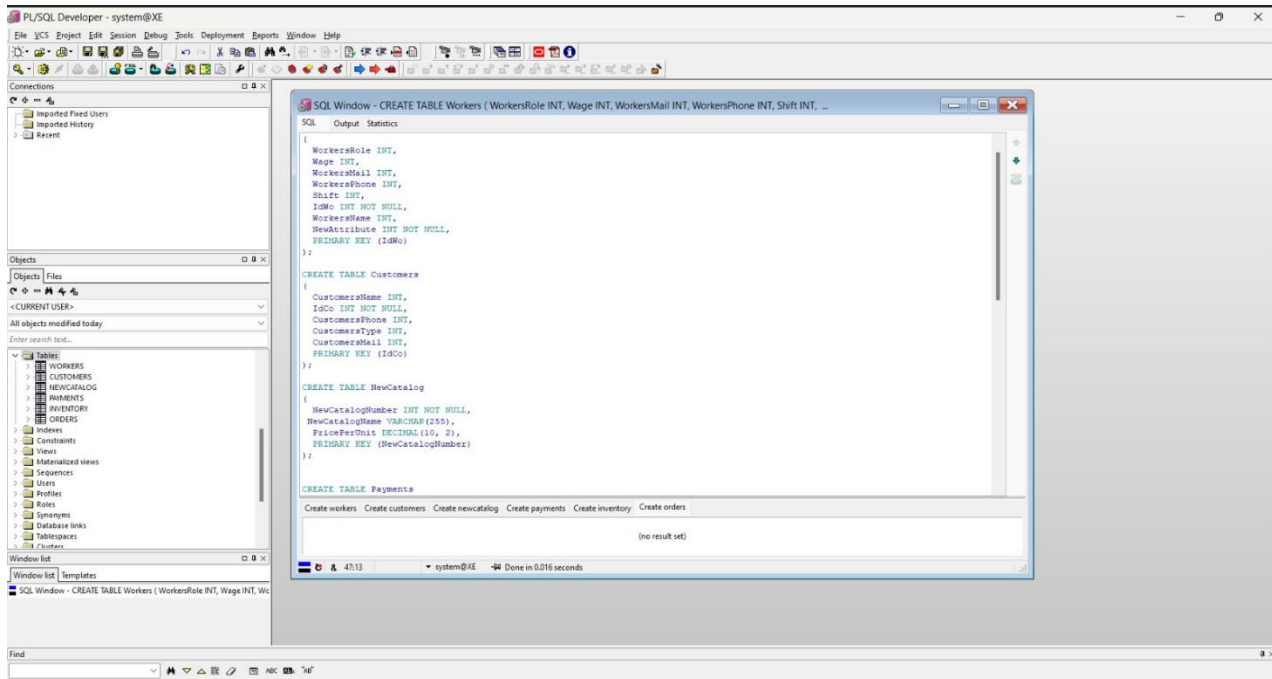 PL/SQL Developer - system@XE
File VCS Project Edit Session Debug Tools Deployment Reports Window Help
Connections
Imported Fixed Users
Imported History
Recent
Objects
Objects Files
<CURRENT USER>
All objects modified today
Enter search text...
Tables
WORKERS
CUSTOMERS
NEWCATALOG
PAYMENTS
INVENTORY
ORDERS
Indexes
Constraints
Views
Materialized views
Sequences
Users
Profiles
Roles
Synonyms
Database links
Tablespaces
Clusters
Window list
Window list Templates
SQL Window - CREATE TABLE Workers ( WorkersRole INT, Wage INT, Wc
SQL Window - CREATE TABLE Workers ( WorkersRole INT, Wage INT, WorkersMail INT, WorkersPhone INT, Shift INT, ...
SQL Output Statistics
(
WorkersRole INT,
Wage INT,
WorkersMail INT,
WorkersPhone INT,
Shift INT,
IdWo INT NOT NULL,
WorkersName INT,
NewAttribute INT NOT NULL,
PRIMARY KEY (IdWo)
);
CREATE TABLE Customers
(
CustomersName INT,
IdCo INT NOT NULL,
CustomersPhone INT,
CustomersType INT,
CustomersMail INT,
PRIMARY KEY (IdCo)
);
CREATE TABLE NewCatalog
(
NewCatalogNumber INT NOT NULL,
NewCatalogName VARCHAR(255),
PricePerUnit DECIMAL(10, 2),
PRIMARY KEY (NewCatalogNumber)
);
CREATE TABLE Payments
Create workers Create customers Create newcatalog Create payments Create inventory Create orders
(no result set)
& 47:13 system@XE Done in 0.016 seconds
Find
ABC "AB"